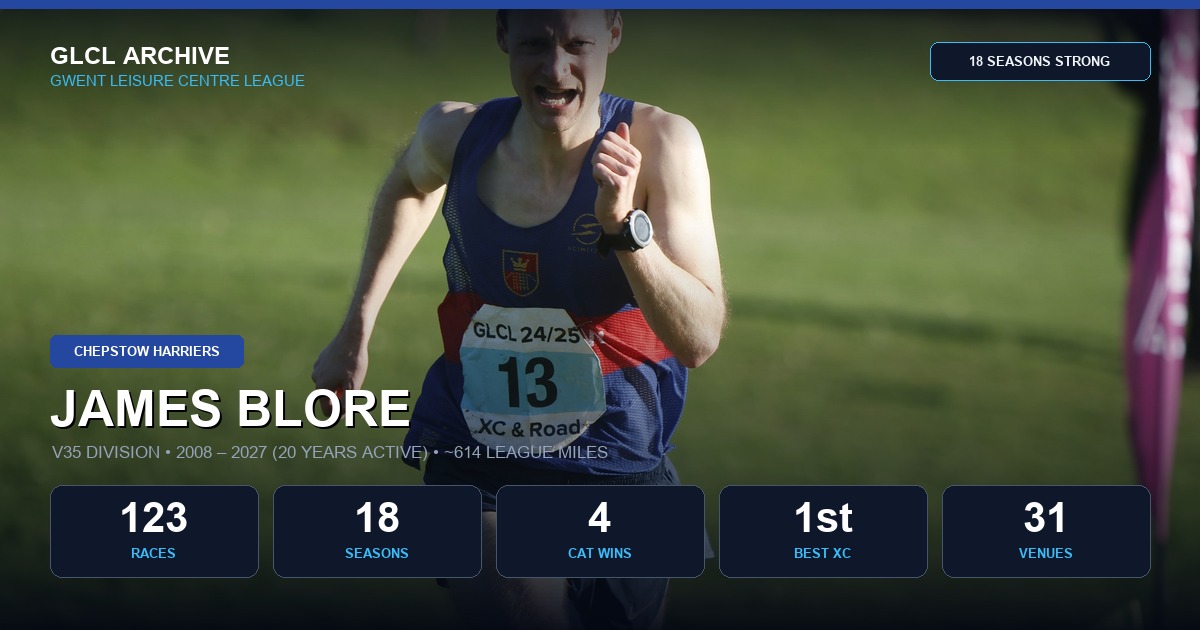 GLCL ARCHIVE
GWENT LEISURE CENTRE LEAGUE
18 SEASONS STRONG
GLCL 24/25
13
XC & Road
CHEPSTOW HARRIERS
JAMES BLORE
V35 DIVISION • 2008 – 2027 (20 YEARS ACTIVE) • ~614 LEAGUE MILES
123
RACES
18
SEASONS
4
CAT WINS
1st
BEST XC
31
VENUES